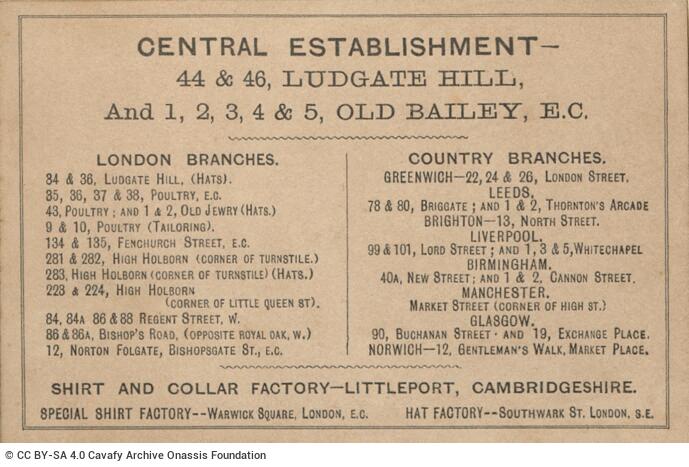 CENTRAL ESTABLISHMENT—
44 & 46, LUDGATE HILL,
And 1, 2, 3, 4 & 5, OLD BAILEY, E.C.
LONDON BRANCHES.
34 & 36, LUDGATE HILL, (HATS).
35, 36, 37 & 38, POULTRY, E.C.
43, POULTRY; AND 1 & 2, OLD JEWRY (HATS.)
9 & 10, POULTRY (TAILORING).
134 & 135, FENCHURCH STREET, E.C.
281 & 282, HIGH HOLBORN (CORNER OF TURNSTILE.)
283, HIGH HOLBORN (CORNER OF TURNSTILE) (HATS.)
223 & 224, HIGH HOLBORN
(CORNER OF LITTLE QUEEN ST).
84, 84A 86 & 88 REGENT STREET, W.
86 & 86A, BISHOP'S ROAD, (OPPOSITE ROYAL OAK, W.)
12, NORTON FOLGATE, BISHOPSGATE ST., E.C.
COUNTRY BRANCHES.
GREENWICH—22, 24 & 26, LONDON STREET.
LEEDS,
78 & 80, BRIGGATE; AND 1 & 2, THORNTON'S ARCADE
BRIGHTON—13, NORTH STREET.
LIVERPOOL.
99 & 101, LORD STREET; AND 1, 3 & 5, WHITECHAPEL
BIRMINGHAM.
40A, NEW STREET; AND 1 & 2, CANNON STREET.
MANCHESTER.
MARKET STREET (CORNER OF HIGH ST.)
GLASGOW.
90, BUCHANAN STREET · AND 19, EXCHANGE PLACE.
NORWICH—12, GENTLEMAN'S WALK, MARKET PLACE.
SHIRT AND COLLAR FACTORY—LITTLEPORT, CAMBRIDGESHIRE.
SPECIAL SHIRT FACTORY--WARWICK SQUARE, LONDON, E.C. HAT FACTORY--SOUTHWARK ST. LONDON, S.E.
© CC BY-SA 4.0 Cavafy Archive Onassis Foundation